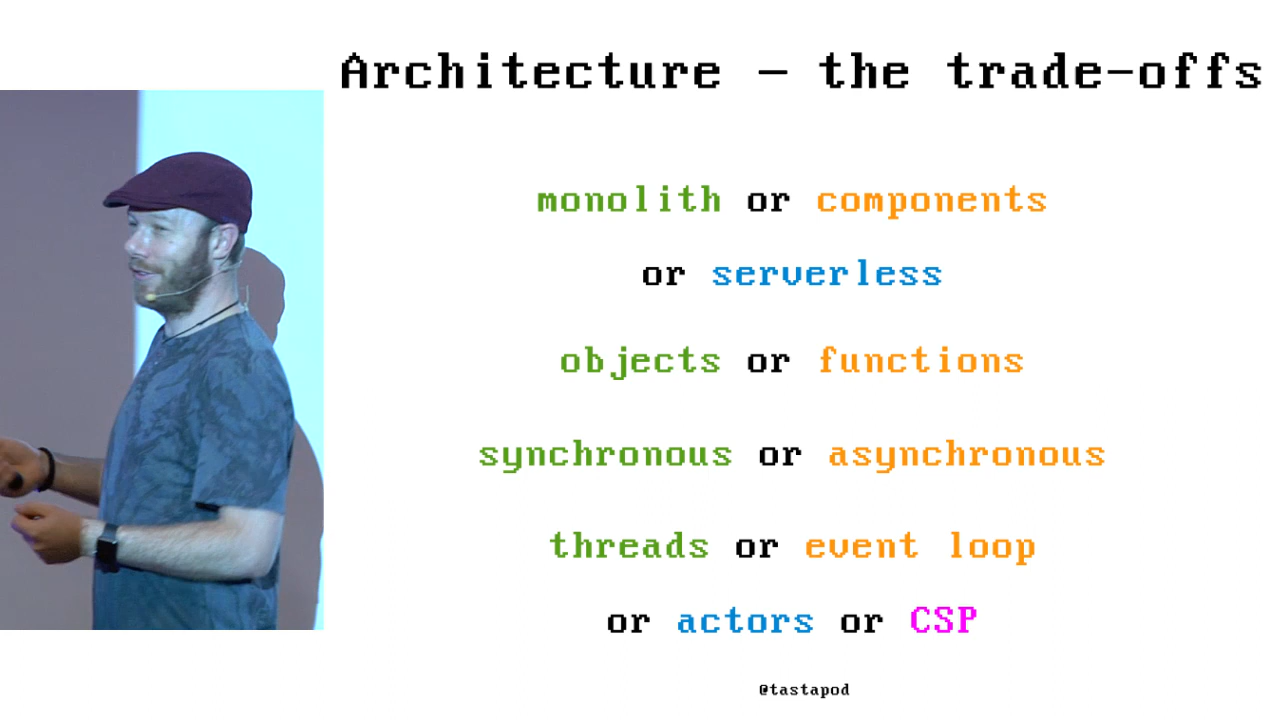 Architecture - the trade-offs
monolith or components
or serverless
objects or functions
synchronous or asynchronous
threads or event loop
or actors or CSP
@tastapod